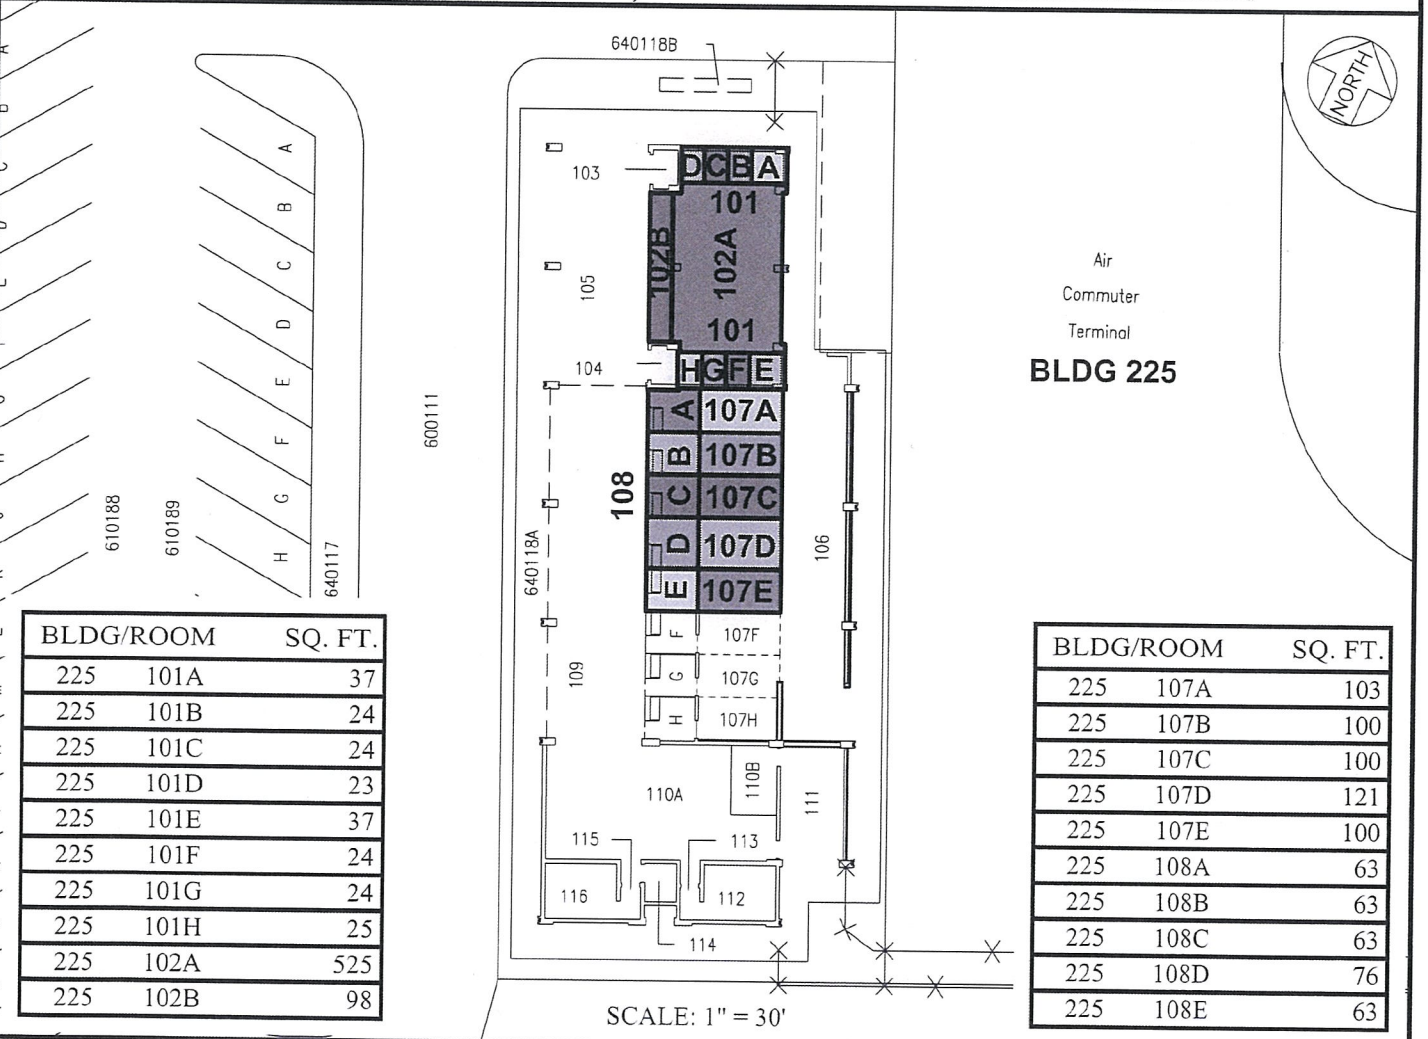 640118B
NORTH
A
B
C
D
E
F
G
H
610188
610189
640117
600111
103
D C B A
101
102B
102A
105
101
104
H G F E
A 107A
B 107B
108
C 107C
D 107D
E 107E
F 107F
G 107G
H 107H
640118A
109
106
110A
110B
111
115
113
116
112
114
Air
Commuter
Terminal
BLDG 225
BLDG/ROOM SQ. FT.
225 101A 37
225 101B 24
225 101C 24
225 101D 23
225 101E 37
225 101F 24
225 101G 24
225 101H 25
225 102A 525
225 102B 98
BLDG/ROOM SQ. FT.
225 107A 103
225 107B 100
225 107C 100
225 107D 121
225 107E 100
225 108A 63
225 108B 63
225 108C 63
225 108D 76
225 108E 63
SCALE: 1" = 30'